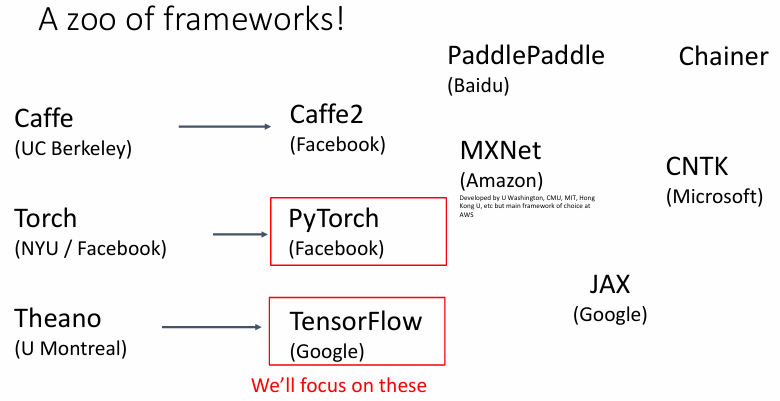 A zoo of frameworks!
PaddlePaddle
(Baidu)
Chainer
Caffe
(UC Berkeley)
Caffe2
(Facebook)
MXNet
(Amazon)
Developed by U Washington, CMU, MIT, Hong
Kong U, etc but main framework of choice at
AWS
CNTK
(Microsoft)
Torch
(NYU / Facebook)
PyTorch
(Facebook)
JAX
(Google)
Theano
(U Montreal)
TensorFlow
(Google)
We'll focus on these